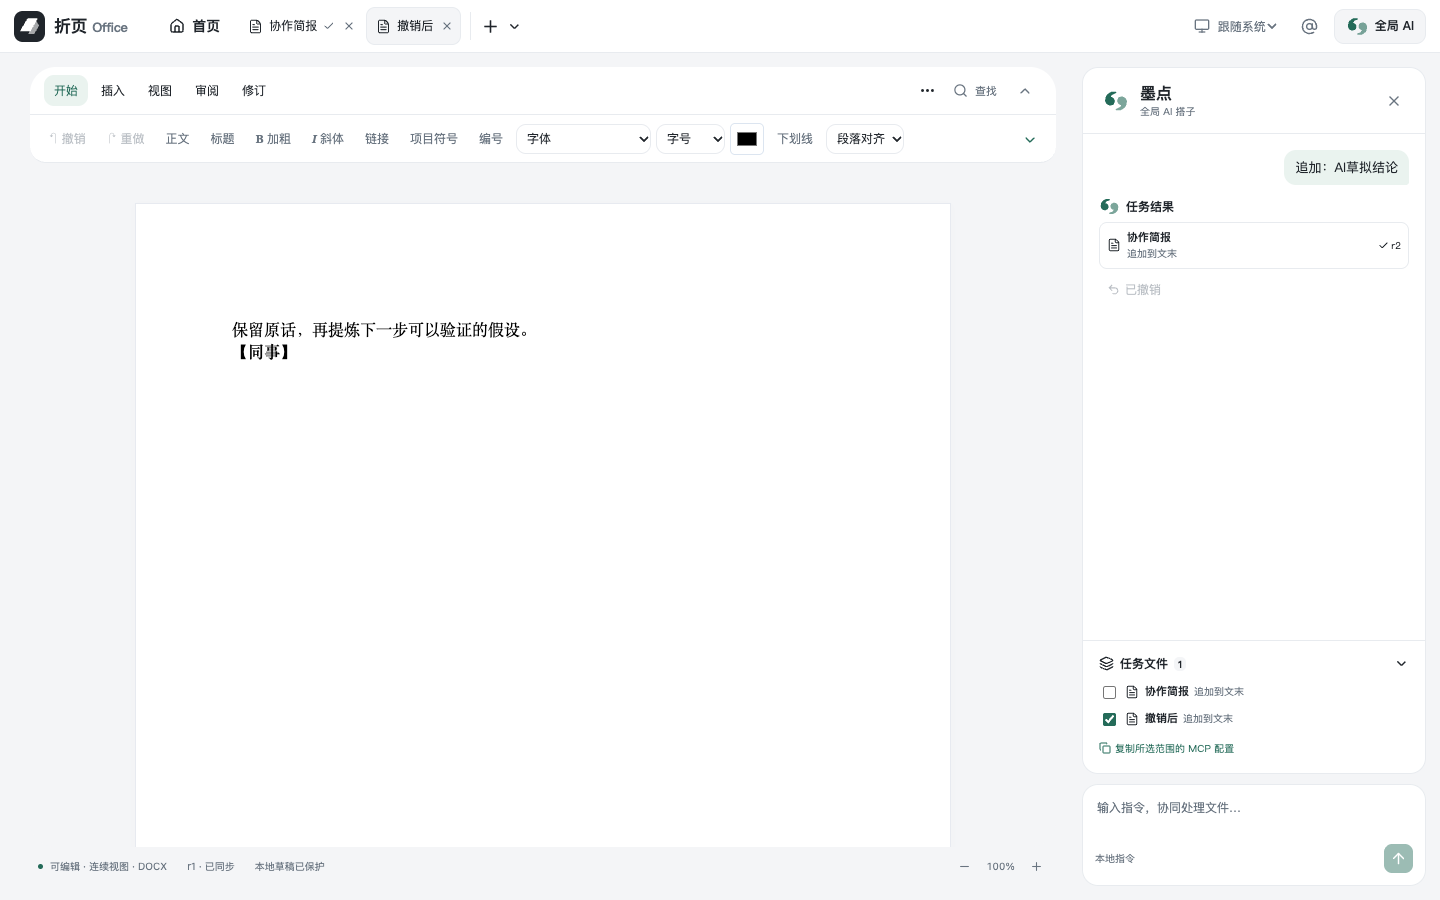 折页 Office
首页
协作简报
撤销后
跟随系统
全局 AI
开始 插入 视图 审阅 修订
查找
撤销 重做 正文 标题 B 加粗 I 斜体 链接 项目符号 编号 字体 字号 下划线 段落对齐
保留原话，再提炼下一步可以验证的假设。
【同事】
可编辑 · 连续视图 · DOCX r1 · 已同步 本地草稿已保护
100%
墨点
全局 AI 搭子
追加：AI草拟结论
任务结果
协作简报
追加到文末
r2
已撤销
任务文件 1
协作简报 追加到文末
撤销后 追加到文末
复制所选范围的 MCP 配置
输入指令，协同处理文件...
本地指令